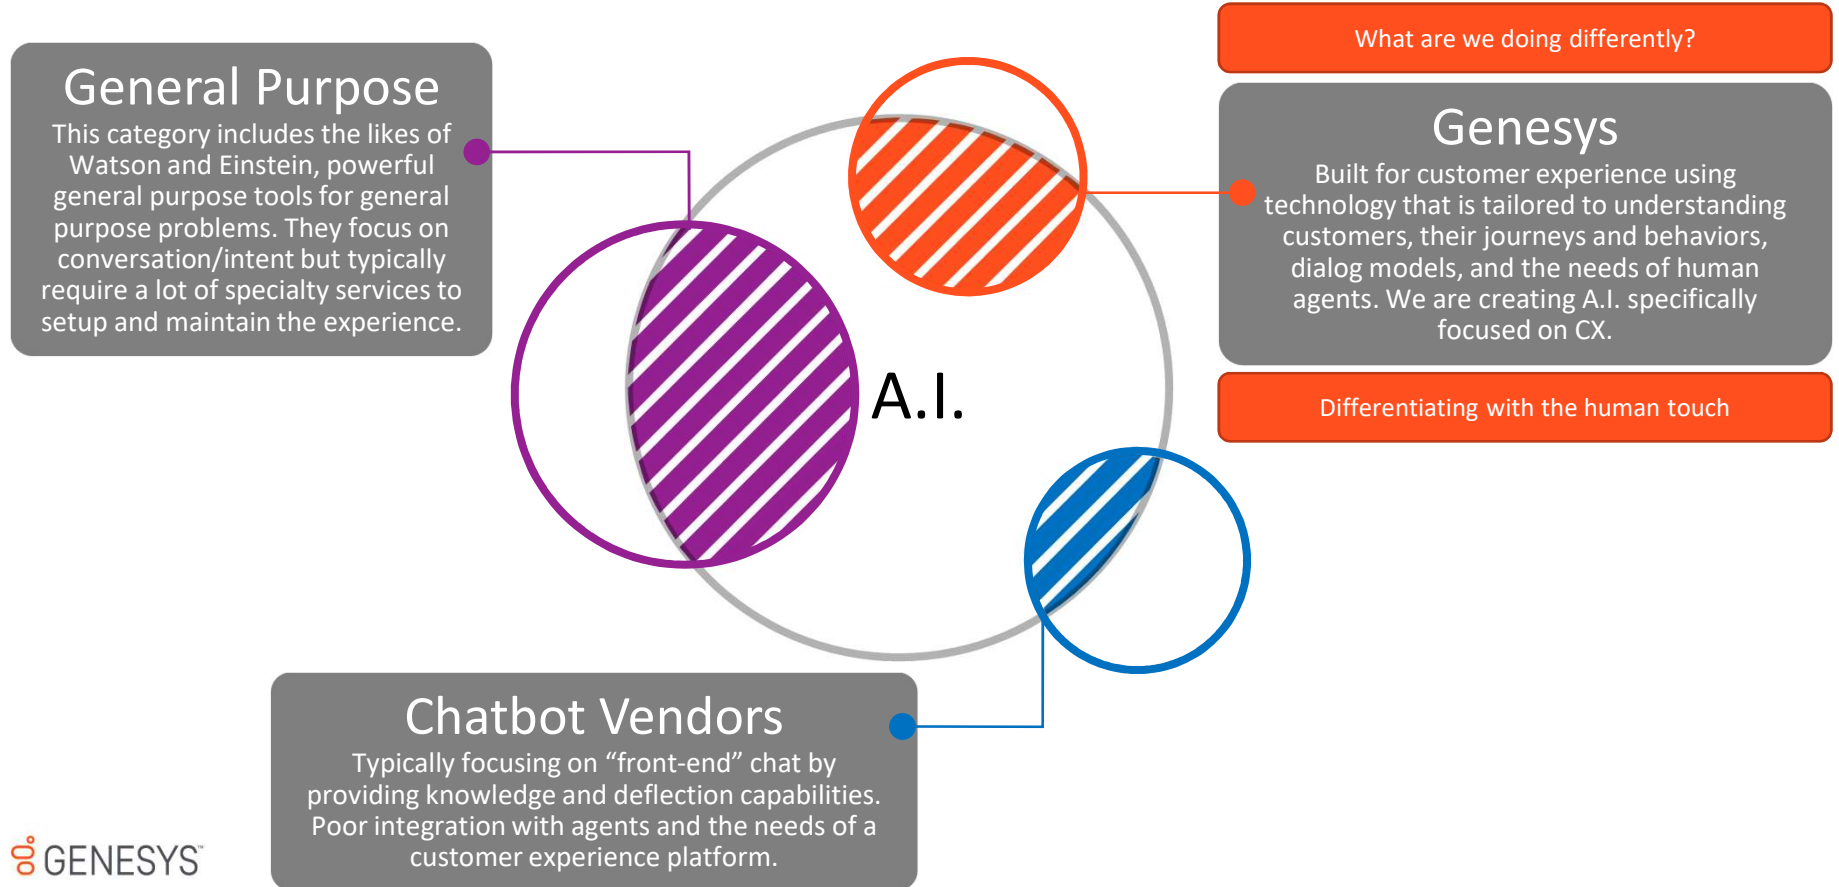 General Purpose
This category includes the likes of
Watson and Einstein, powerful
general purpose tools for general
purpose problems. They focus on
conversation/intent but typically
require a lot of specialty services to
setup and maintain the experience.
What are we doing differently?
Genesys
Built for customer experience using
technology that is tailored to understanding
customers, their journeys and behaviors,
dialog models, and the needs of human
agents. We are creating A.I. specifically
focused on CX.
Differentiating with the human touch
A.I.
Chatbot Vendors
Typically focusing on “front-end” chat by
providing knowledge and deflection capabilities.
Poor integration with agents and the needs of a
customer experience platform.
GENESYS™